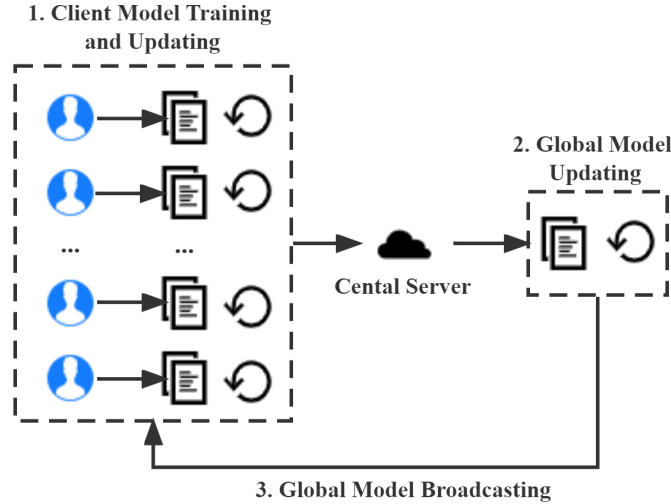 1. Client Model Training
and Updating
2. Global Model
Updating
... ...
Cental Server
3. Global Model Broadcasting